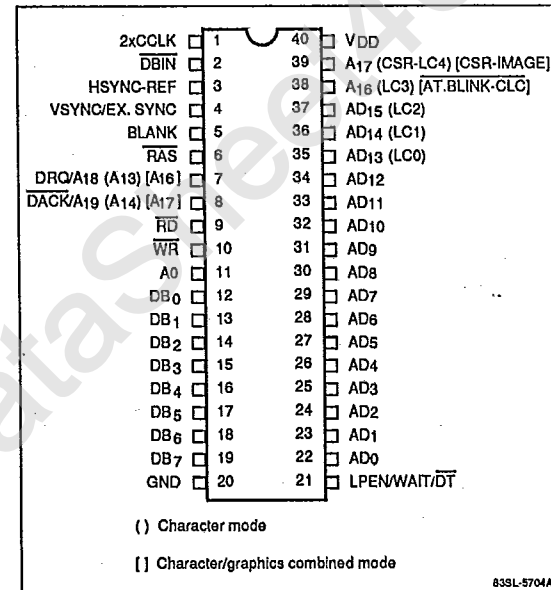 2xCCLK 1 40 VDD
DBIN 2 39 A17 (CSR-LC4) [CSR-IMAGE]
HSYNC-REF 3 38 A16 (LC3) [AT.BLINK-CLC]
VSYNC/EX. SYNC 4 37 AD15 (LC2)
BLANK 5 36 AD14 (LC1)
RAS 6 35 AD13 (LC0)
DRQ/A18 (A13) [A16] 7 34 AD12
DACK/A19 (A14) [A17] 8 33 AD11
RD 9 32 AD10
WR 10 31 AD9
A0 11 30 AD8
DB0 12 29 AD7
DB1 13 28 AD6
DB2 14 27 AD5
DB3 15 26 AD4
DB4 16 25 AD3
DB5 17 24 AD2
DB6 18 23 AD1
DB7 19 22 AD0
GND 20 21 LPEN/WAIT/DT
( ) Character mode
[ ] Character/graphics combined mode
83SL-5704A